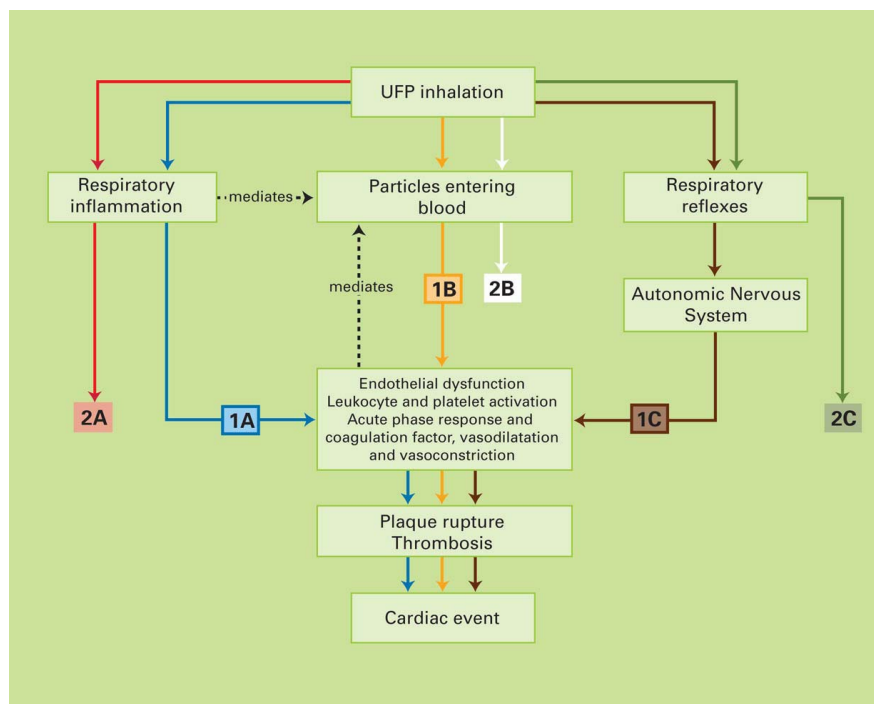 UFP inhalation
Respiratory
inflammation
mediates
Particles entering
blood
Respiratory
reflexes
mediates
1B
2B
Autonomic Nervous
System
2A
1A
Endothelial dysfunction
Leukocyte and platelet activation
Acute phase response and
coagulation factor, vasodilatation
and vasoconstriction
1C
2C
Plaque rupture
Thrombosis
Cardiac event